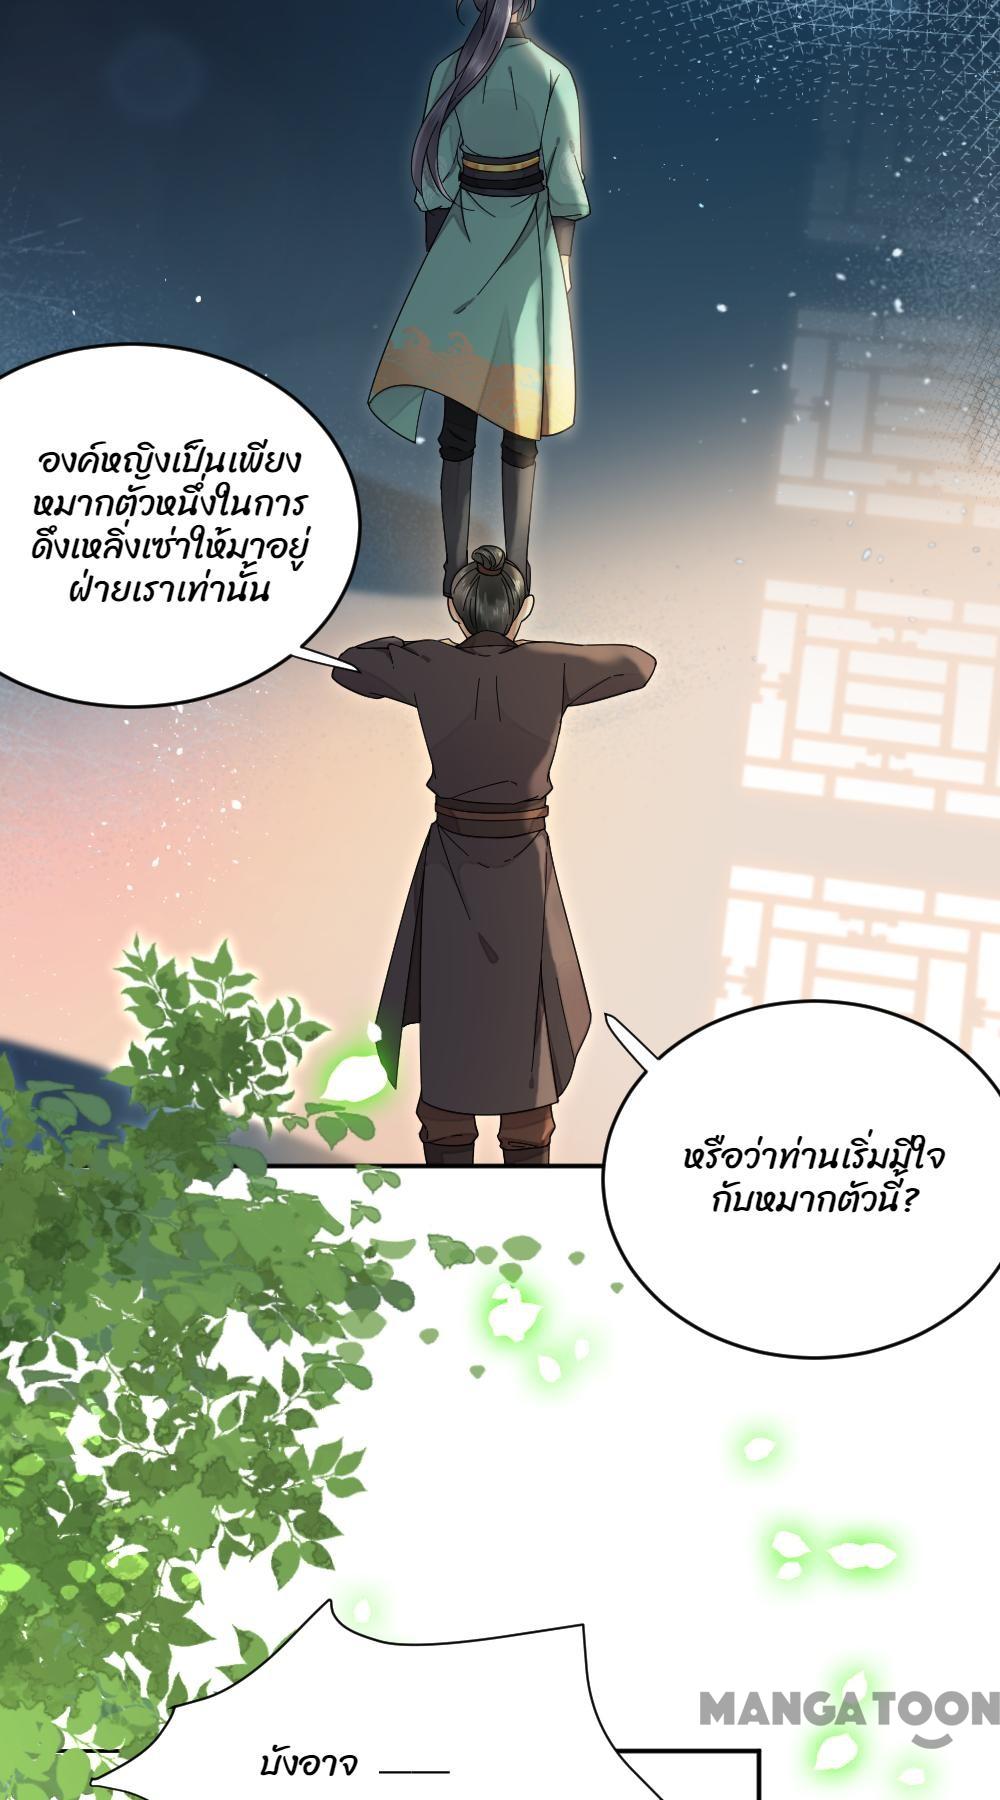 องค์หญิงเป็นเพียง
หมากตัวหนึ่งในการ
ดึงเหลิ่งเซ่าให้มาอยู่
ฝ่ายเราเท่านั้น
หรือว่าท่านเริ่มมีใจ
กับหมากตัวนี้?
MANGATOON
บังอาจ ——